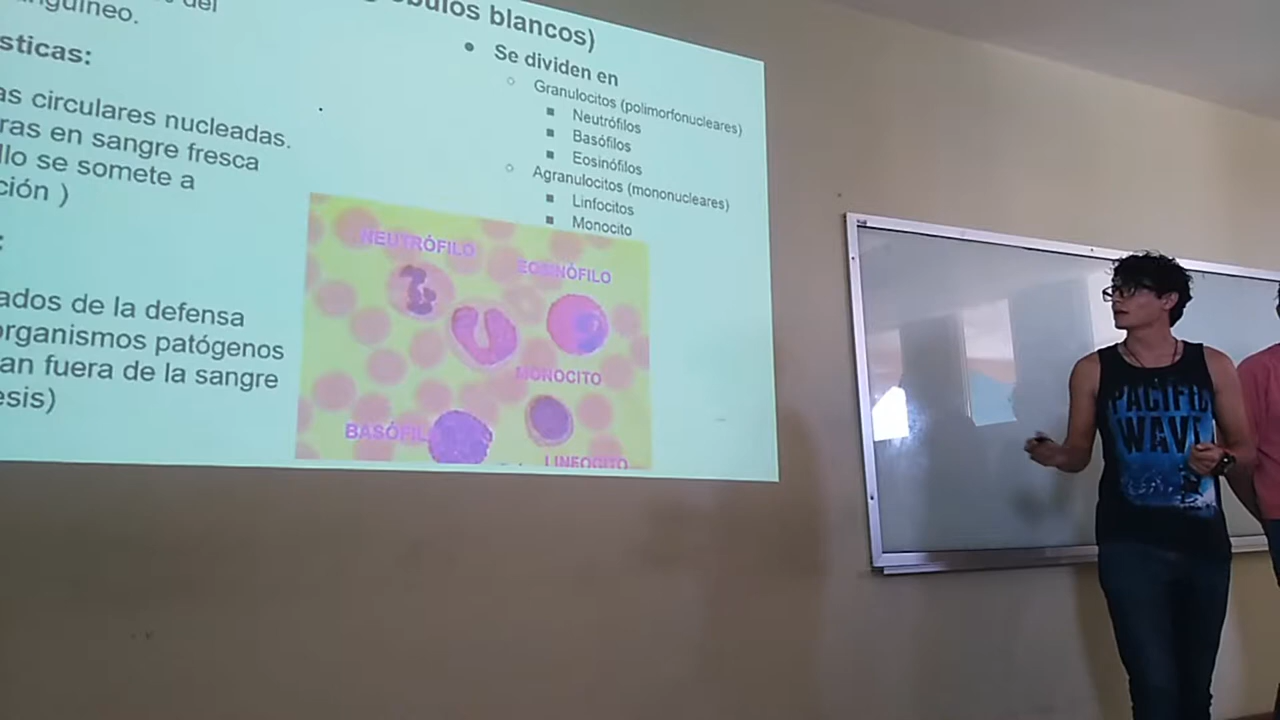 del
sanguíneo.
sticas:
as circulares nucleadas.
ras en sangre fresca
llo se somete a
ción )
:
ados de la defensa
organismos patógenos
an fuera de la sangre
esis)
bulos blancos)
Se dividen en
Granulocitos (polimorfonucleares)
Neutrófilos
Basófilos
Eosinófilos
Agranulocitos (mononucleares)
Linfocitos
Monocito
NEUTRÓFILO
EOSINÓFILO
MONOCITO
BASÓFIL
LINFOCITO
PACIFIC
WAVE